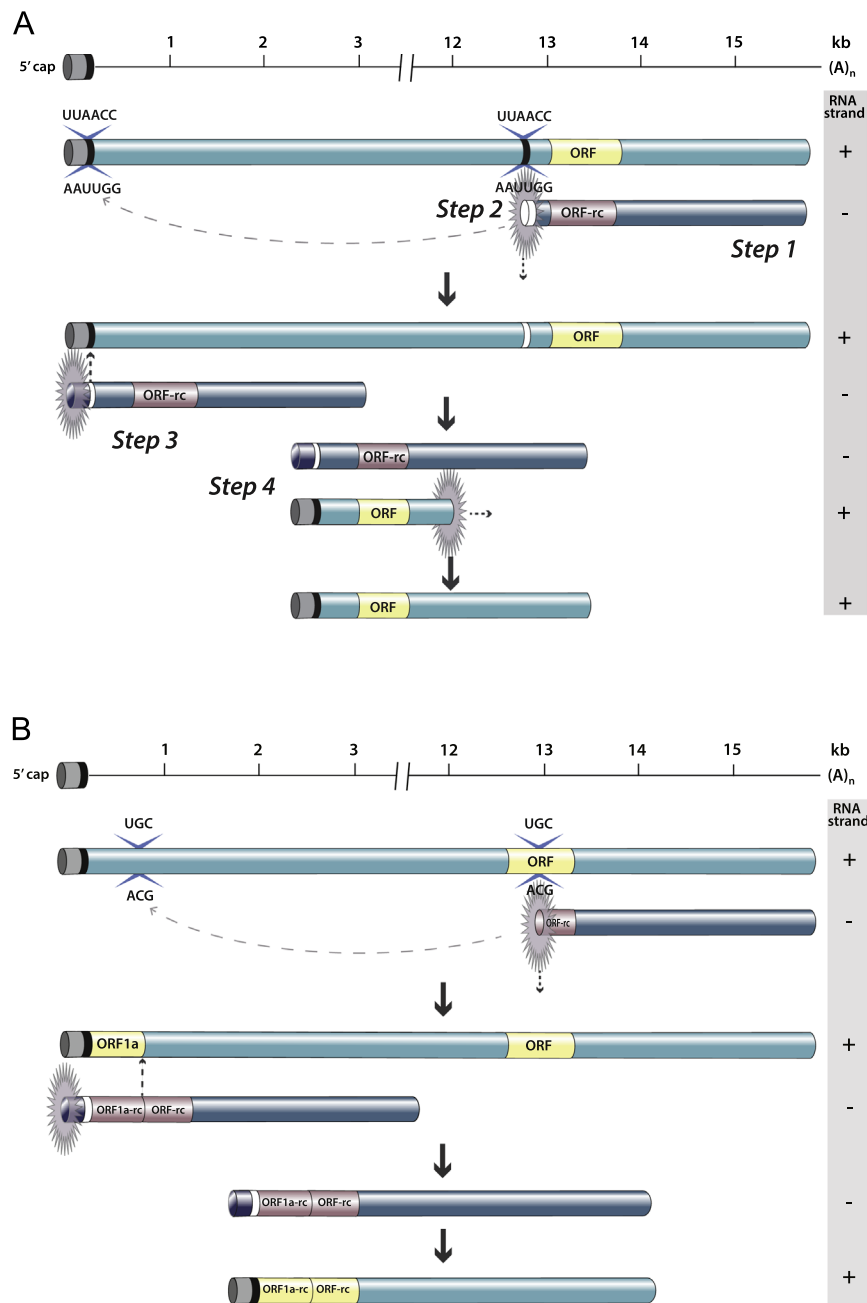 A
1 2 3 12 13 14 15 kb
5' cap (A)n
RNA
strand
UUAACC UUAACC
ORF +
AAUUGG AAUUGG
Step 2 ORF-rc -
Step 1
ORF +
ORF-rc -
Step 3
ORF-rc -
Step 4
ORF +
ORF +
B
1 2 3 12 13 14 15 kb
5' cap (A)n
RNA
strand
UGC UGC
ORF +
ACG ACG
ORF-rc -
ORF1a ORF +
ORF1a-rc ORF-rc -
ORF1a-rc ORF-rc -
ORF1a-rc ORF-rc +